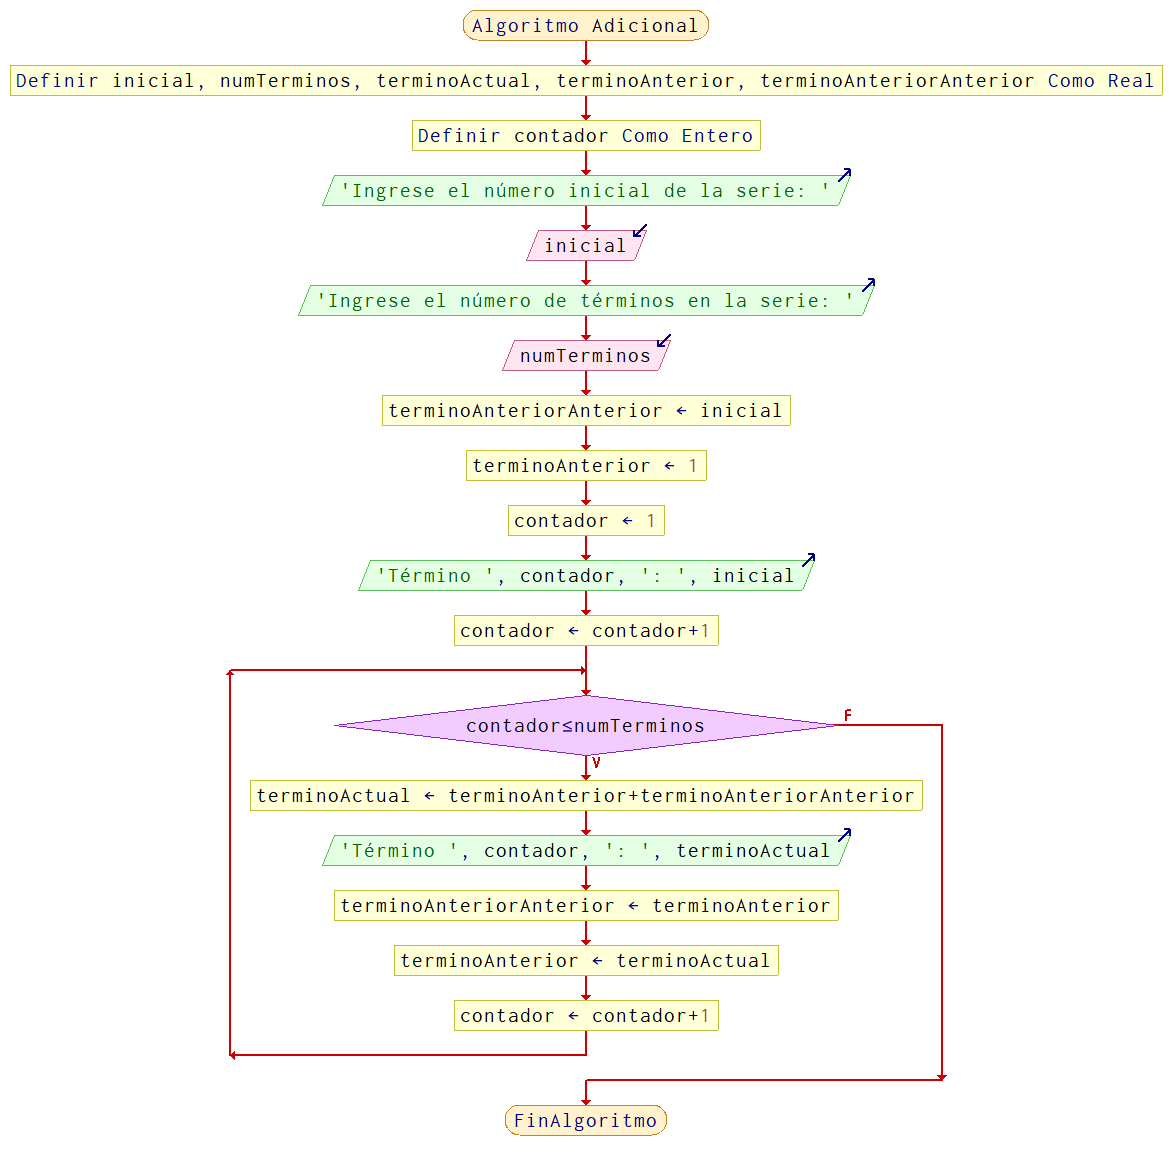 Algoritmo Adicional
Definir inicial, numTerminos, terminoActual, terminoAnterior, terminoAnteriorAnterior Como Real
Definir contador Como Entero
'Ingrese el número inicial de la serie: '
inicial
'Ingrese el número de términos en la serie: '
numTerminos
terminoAnteriorAnterior ← inicial
terminoAnterior ← 1
contador ← 1
'Término ', contador, ': ', inicial
contador ← contador+1
contador≤numTerminos
F
V
terminoActual ← terminoAnterior+terminoAnteriorAnterior
'Término ', contador, ': ', terminoActual
terminoAnteriorAnterior ← terminoAnterior
terminoAnterior ← terminoActual
contador ← contador+1
FinAlgoritmo